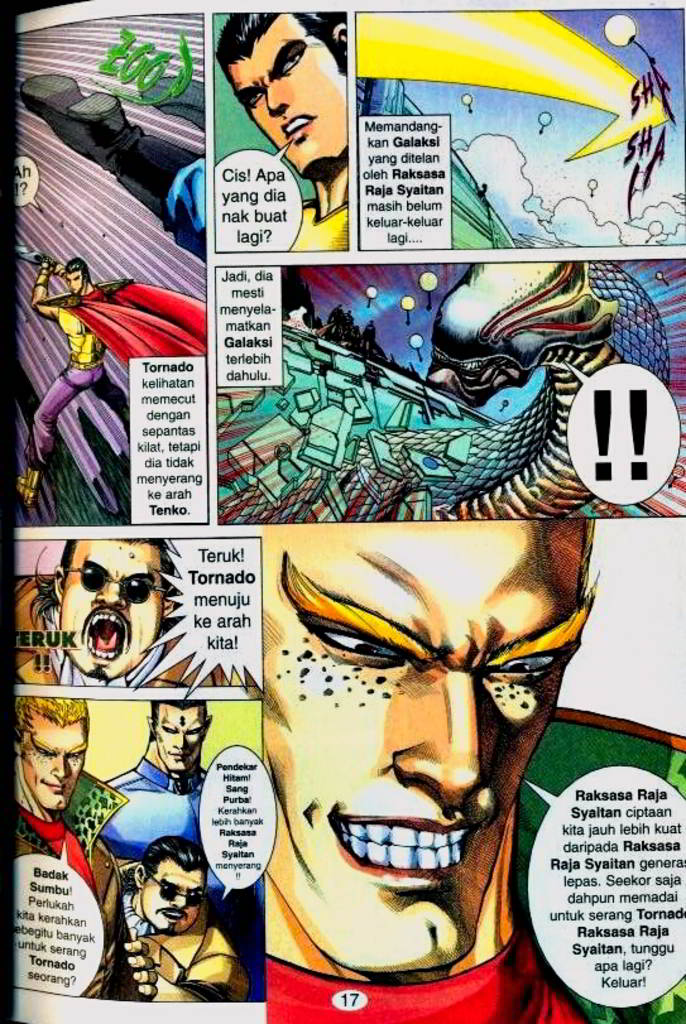 ZOO
Ah
!?
Tornado
kelihatan
memecut
dengan
sepantas
kilat, tetapi
dia tidak
menyerang
ke arah
Tenko.
Cis! Apa
yang dia
nak buat
lagi?
Memandang-
kan Galaksi
yang ditelan
oleh Raksasa
Raja Syaitan
masih belum
keluar-keluar
lagi....
SHA
SHA
Jadi, dia
mesti
menyela-
matkan
Galaksi
terlebih
dahulu.
!!
TERUK
!!
Teruk!
Tornado
menuju
ke arah
kita!
Pendekar
Hitam!
Sang
Purba!
Kerahkan
lebih banyak
Raksasa
Raja
Syaitan
menyerang
!!
Badak
Sumbu!
Perlukah
kita kerahkan
sebegitu banyak
untuk serang
Tornado
seorang?
Raksasa Raja
Syaitan ciptaan
kita jauh lebih kuat
daripada Raksasa
Raja Syaitan generasi
lepas. Seekor saja
dahpun memadai
untuk serang Tornado
Raksasa Raja
Syaitan, tunggu
apa lagi?
Keluar!
17